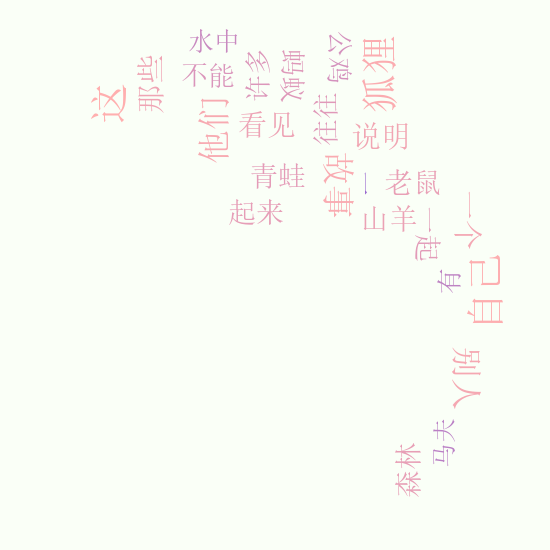 水中
不能
这
那些
许多
蚂蚁
公鸡
狐狸
他们
看见
往往
说明
青蛙
故事
一
老鼠
起来
山羊
一起
一个
有
自己
别人
马夫
森林